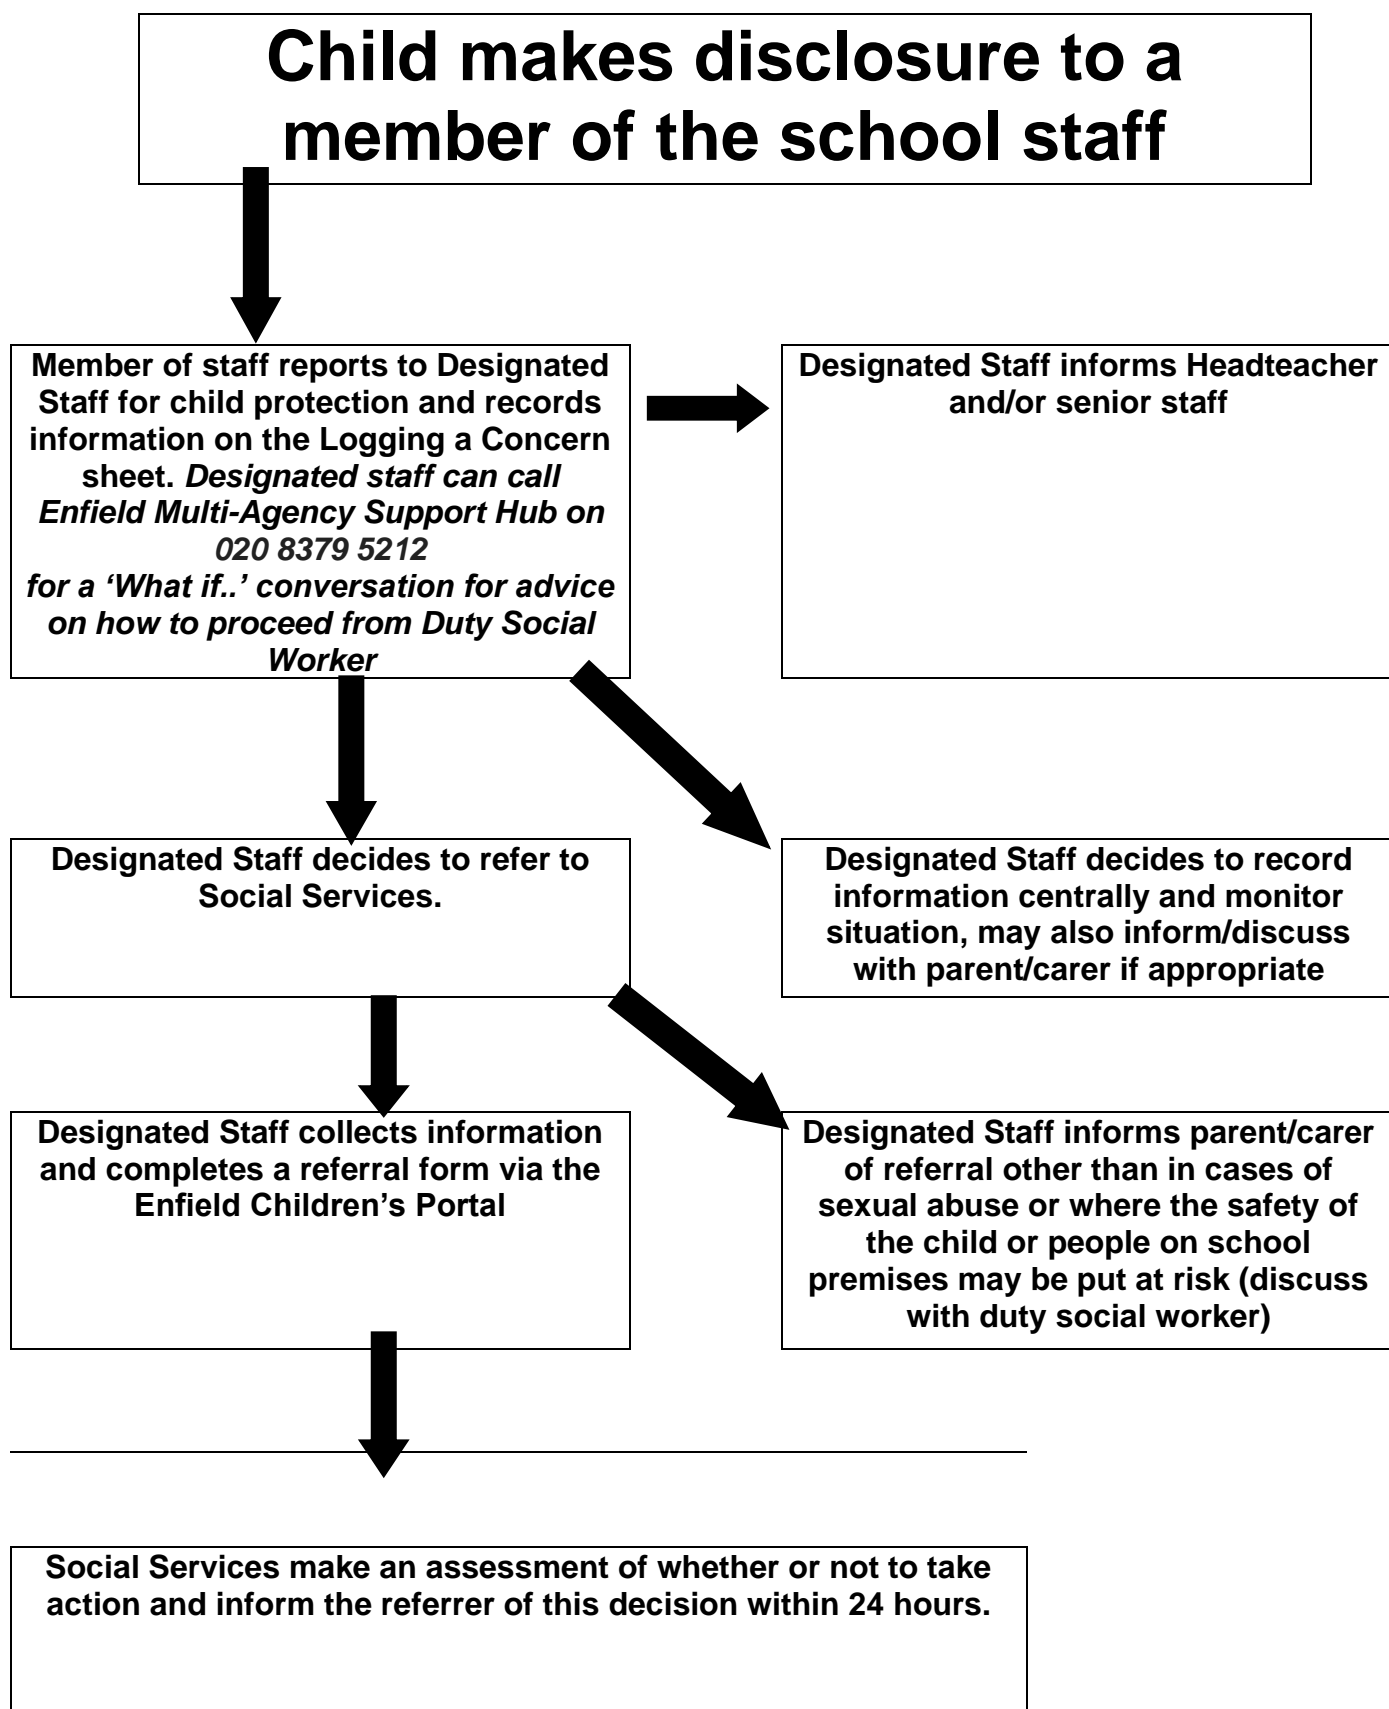 Child makes disclosure to a
member of the school staff
Member of staff reports to Designated
Staff for child protection and records
information on the Logging a Concern
sheet. Designated staff can call
Enfield Multi-Agency Support Hub on
020 8379 5212
for a ‘What if..’ conversation for advice
on how to proceed from Duty Social
Worker
Designated Staff informs Headteacher
and/or senior staff
Designated Staff decides to refer to
Social Services.
Designated Staff decides to record
information centrally and monitor
situation, may also inform/discuss
with parent/carer if appropriate
Designated Staff collects information
and completes a referral form via the
Enfield Children’s Portal
Designated Staff informs parent/carer
of referral other than in cases of
sexual abuse or where the safety of
the child or people on school
premises may be put at risk (discuss
with duty social worker)
Social Services make an assessment of whether or not to take
action and inform the referrer of this decision within 24 hours.